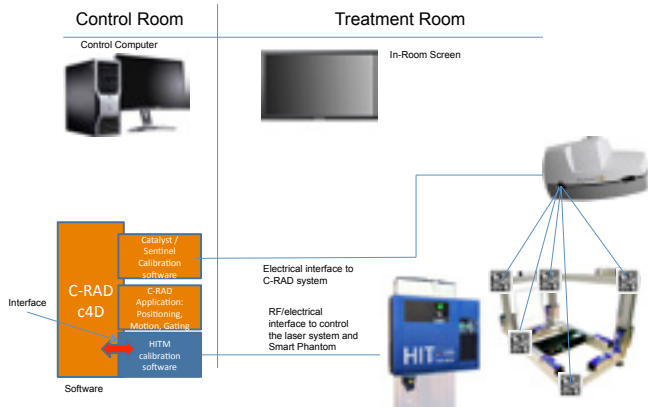 Control Room
Treatment Room
Control Computer
In-Room Screen
Catalyst /
Sentinel
Calibration
software
C-RAD
c4D
C-RAD
Application:
Positioning,
Motion, Gating
Interface
HITM
calibration
software
Software
Electrical interface to
C-RAD system
RF/electrical
interface to control
the laser system and
Smart Phantom
HIT